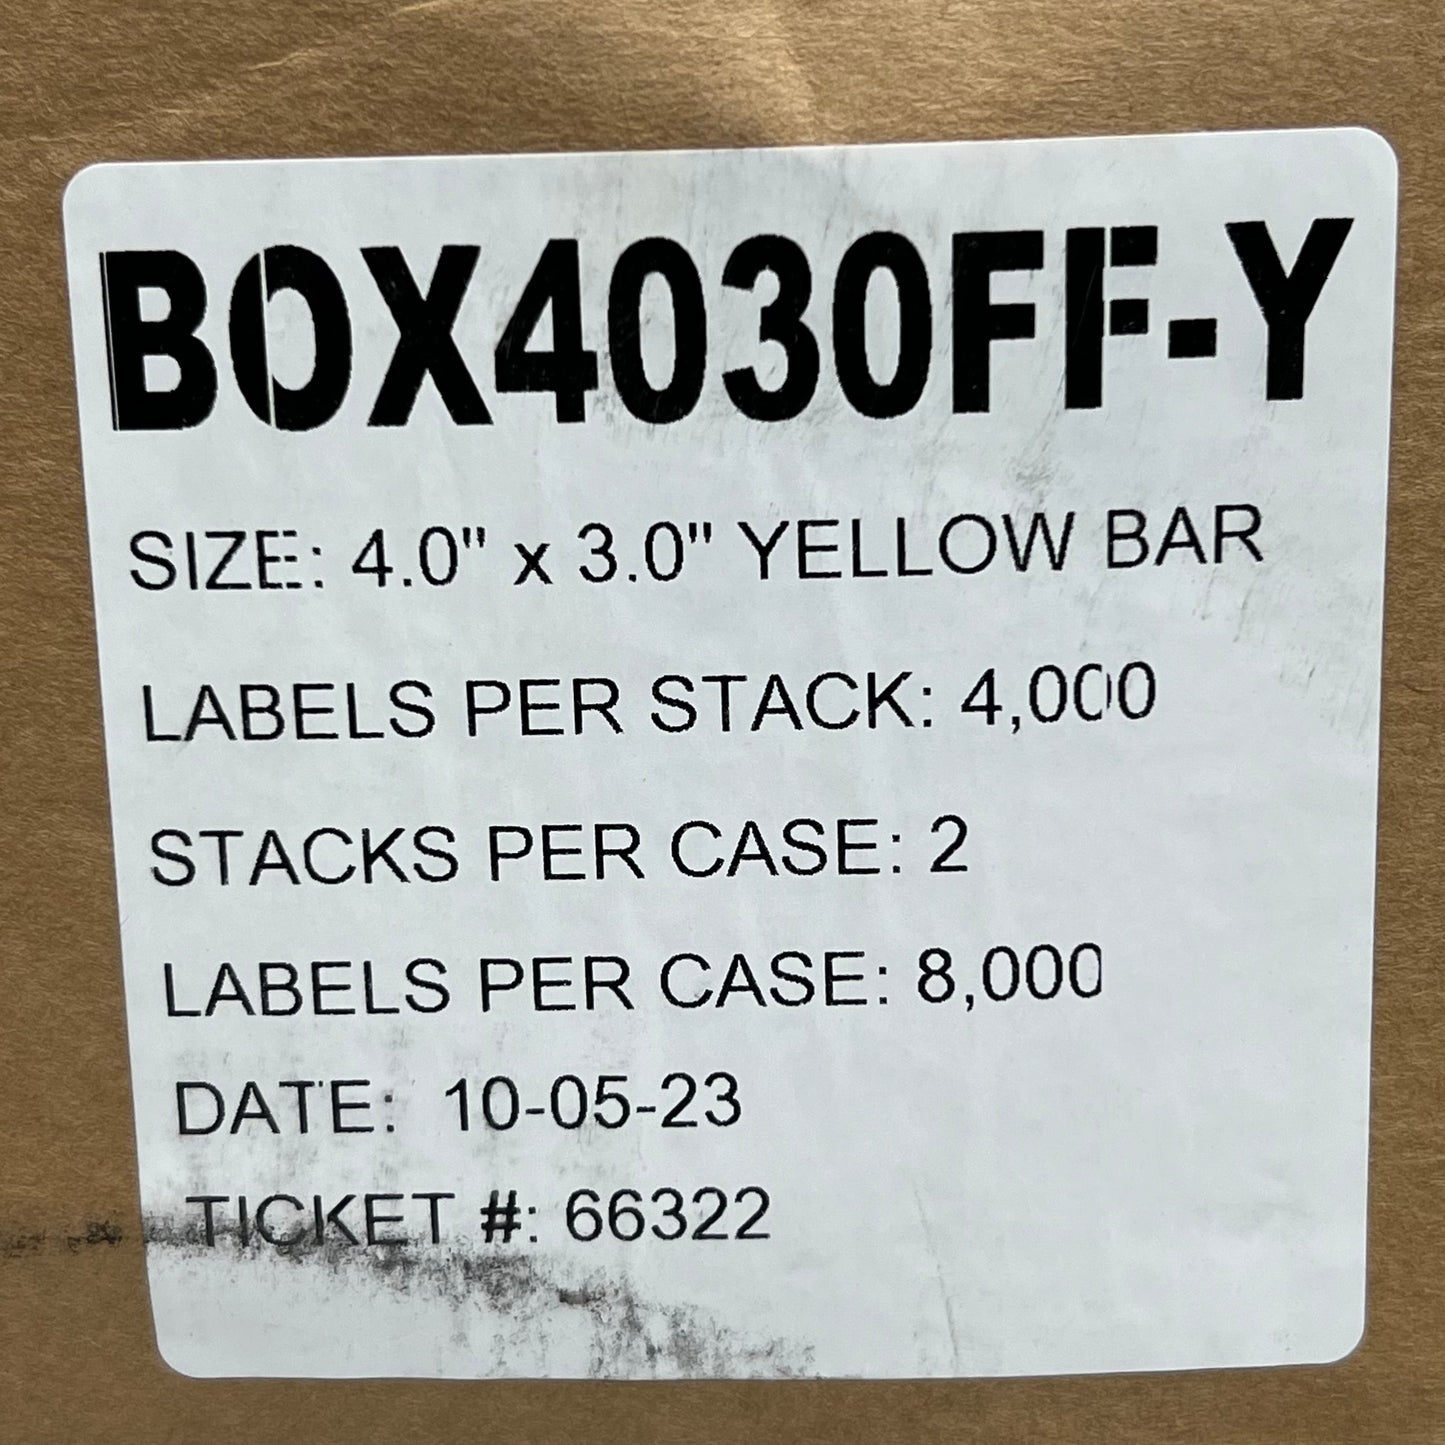 BOX4030FF-Y
SIZE: 4.0" x 3.0" YELLOW BAR
LABELS PER STACK: 4,000
STACKS PER CASE: 2
LABELS PER CASE: 8,000
DATE: 10-05-23
TICKET #: 66322